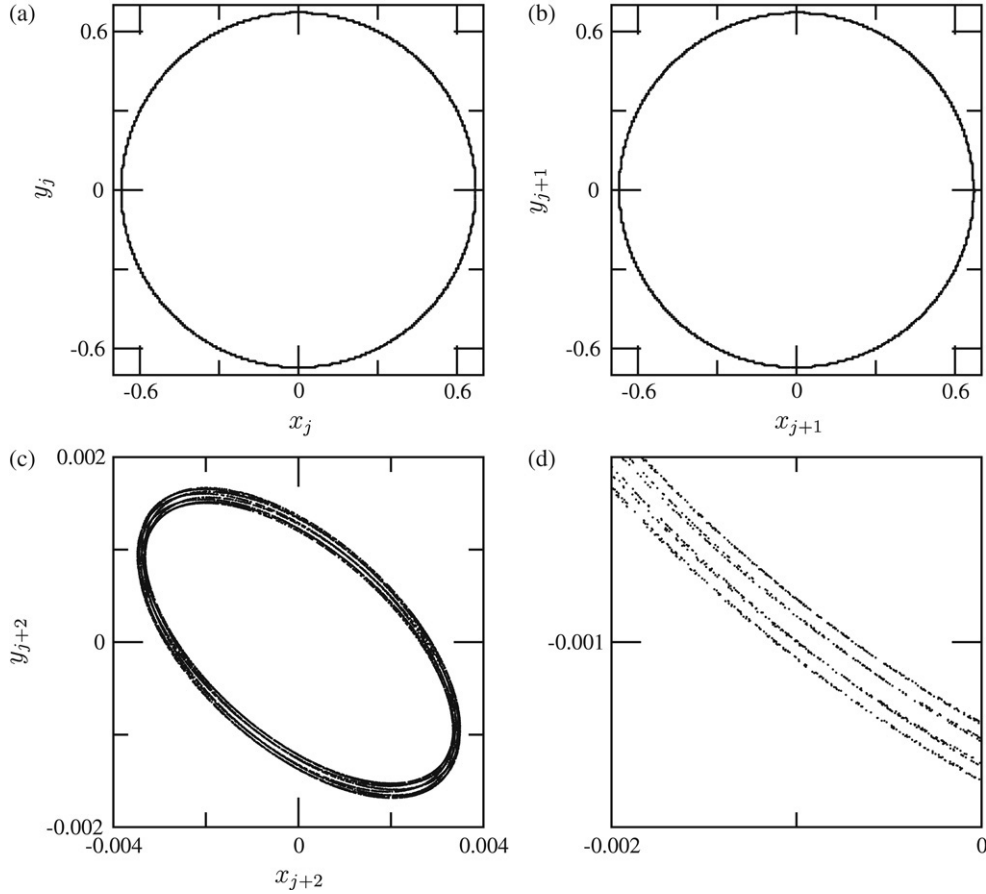 (a)
0.6
0
-0.6
y_j
-0.6 0 0.6
x_j
(b)
0.6
0
-0.6
y_{j+1}
-0.6 0 0.6
x_{j+1}
(c)
0.002
0
-0.002
y_{j+2}
-0.004 0 0.004
x_{j+2}
(d)
-0.001
-0.002 0